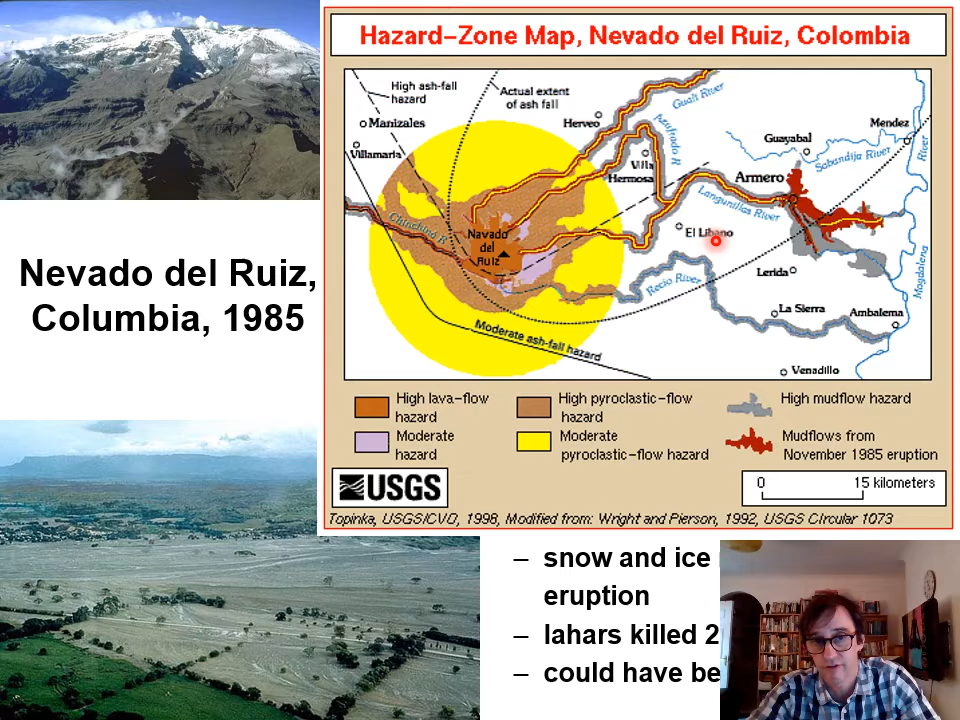 Nevado del Ruiz,
Columbia, 1985
Hazard-Zone Map, Nevado del Ruiz, Colombia
High ash-fall
hazard
Actual extent
of ash fall
Manizales
Villamaria
Herveo
Guali River
Azufrado R
Villa
Hermosa
Guayabal
Mendez
Sabandija River
River
Armero
Lagunillas River
Chinchina R
Nevado
del
Ruiz
El Libano
Recio River
Lerida
Magdalena
La Sierra
Ambalema
Moderate ash-fall hazard
Venadillo
High lava-flow
hazard
Moderate
hazard
High pyroclastic-flow
hazard
Moderate
pyroclastic-flow hazard
High mudflow hazard
Mudflows from
November 1985 eruption
USGS
0 15 kilometers
Topinka, USGS/CVO, 1998, Modified from: Wright and Pierson, 1992, USGS Circular 1073
– snow and ice
eruption
– lahars killed 2
– could have be